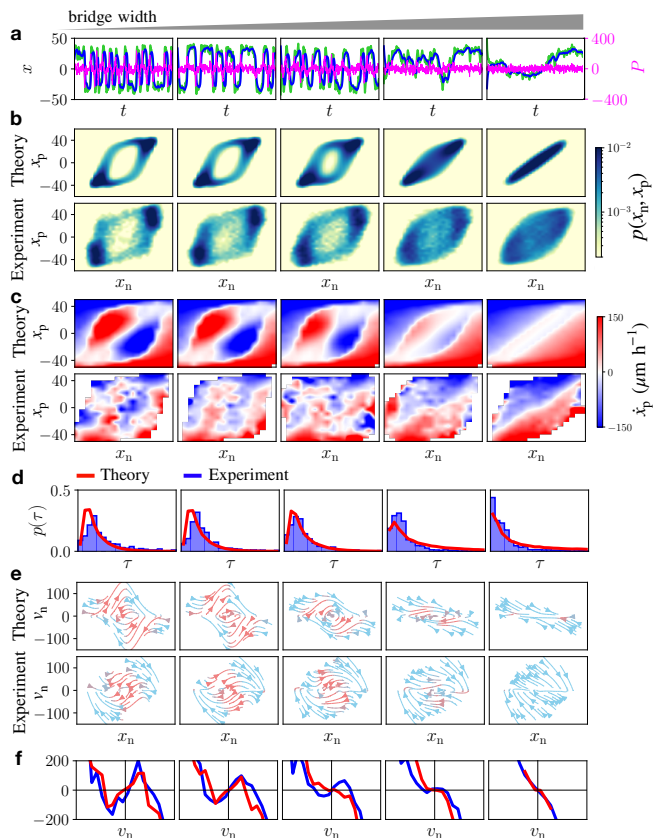 bridge width
a
50
0
−50
x
400
0
−400
P
t
t
t
t
t
b
Theory
x_p
40
0
−40
Experiment
x_p
40
0
−40
x_n
x_n
x_n
x_n
x_n
10^−2
10^−3
p(x_n, x_p)
c
Theory
x_p
40
0
−40
Experiment
x_p
40
0
−40
x_n
x_n
x_n
x_n
x_n
150
0
−150
ẋ_p (μm h^−1)
d
Theory
Experiment
0.5
0.0
p(τ)
τ
τ
τ
τ
τ
e
Theory
v_n
100
0
−100
Experiment
v_n
100
0
−100
x_n
x_n
x_n
x_n
x_n
f
200
0
−200
v_n
v_n
v_n
v_n
v_n